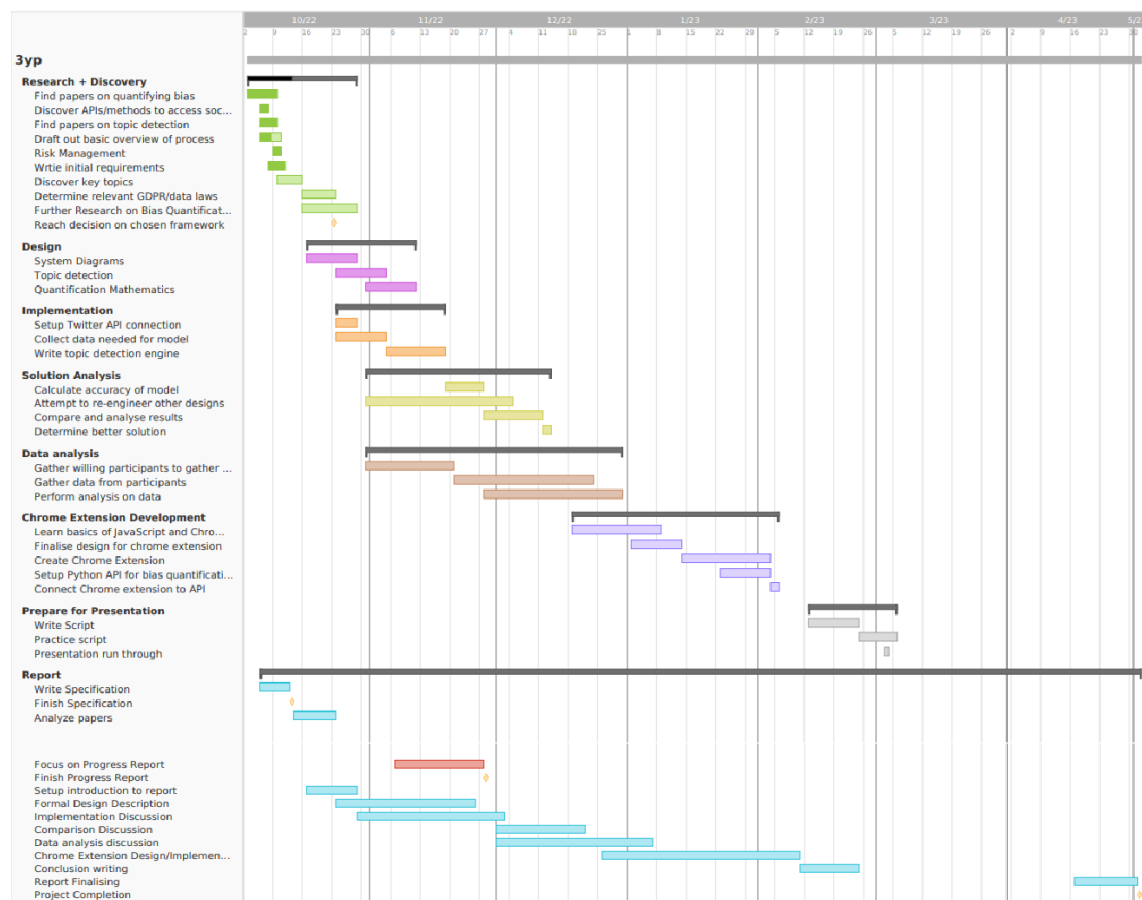 10/22 11/22 12/22 1/23 2/23 3/23 4/23 5/2
2 9 16 23 30 6 13 20 27 4 11 18 25 1 8 15 22 29 5 12 19 26 5 12 19 26 2 9 16 23 30
3yp
Research + Discovery
Find papers on quantifying bias
Discover APIs/methods to access soc...
Find papers on topic detection
Draft out basic overview of process
Risk Management
Wrtie initial requirements
Discover key topics
Determine relevant GDPR/data laws
Further Research on Bias Quantificat...
Reach decision on chosen framework
Design
System Diagrams
Topic detection
Quantification Mathematics
Implementation
Setup Twitter API connection
Collect data needed for model
Write topic detection engine
Solution Analysis
Calculate accuracy of model
Attempt to re-engineer other designs
Compare and analyse results
Determine better solution
Data analysis
Gather willing participants to gather ...
Gather data from participants
Perform analysis on data
Chrome Extension Development
Learn basics of JavaScript and Chro...
Finalise design for chrome extension
Create Chrome Extension
Setup Python API for bias quantificati...
Connect Chrome extension to API
Prepare for Presentation
Write Script
Practice script
Presentation run through
Report
Write Specification
Finish Specification
Analyze papers
Focus on Progress Report
Finish Progress Report
Setup introduction to report
Formal Design Description
Implementation Discussion
Comparison Discussion
Data analysis discussion
Chrome Extension Design/Implemen...
Conclusion writing
Report Finalising
Project Completion